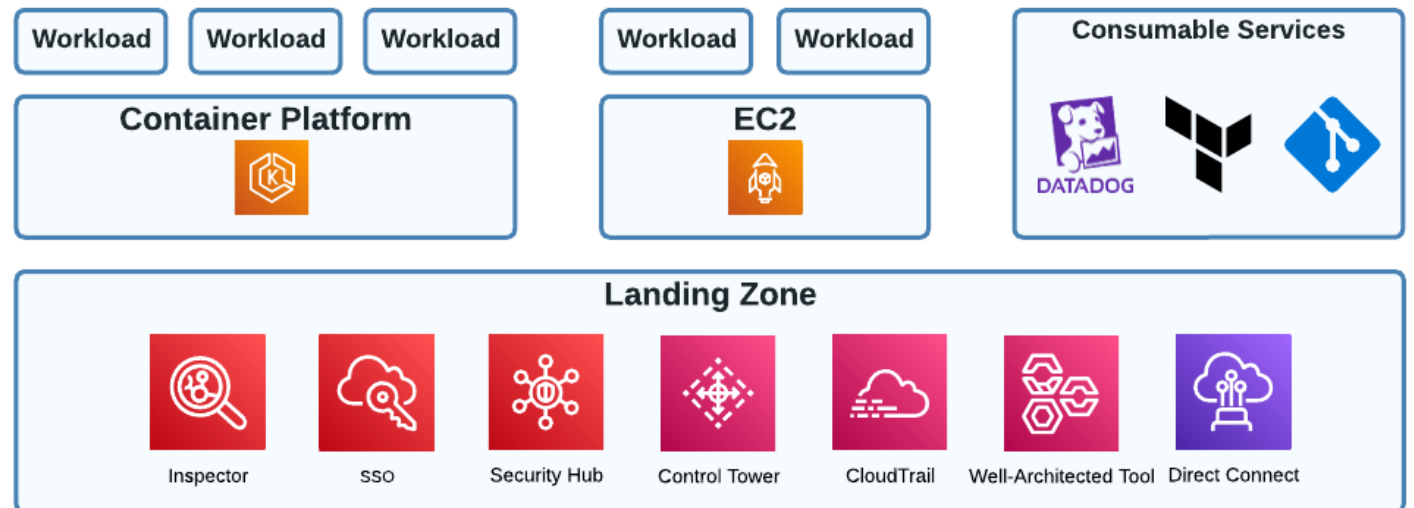 Workload
Workload
Workload
Workload
Workload
Consumable Services
Container Platform
K
EC2
DATADOG
Landing Zone
Inspector
SSO
Security Hub
Control Tower
CloudTrail
Well-Architected Tool
Direct Connect